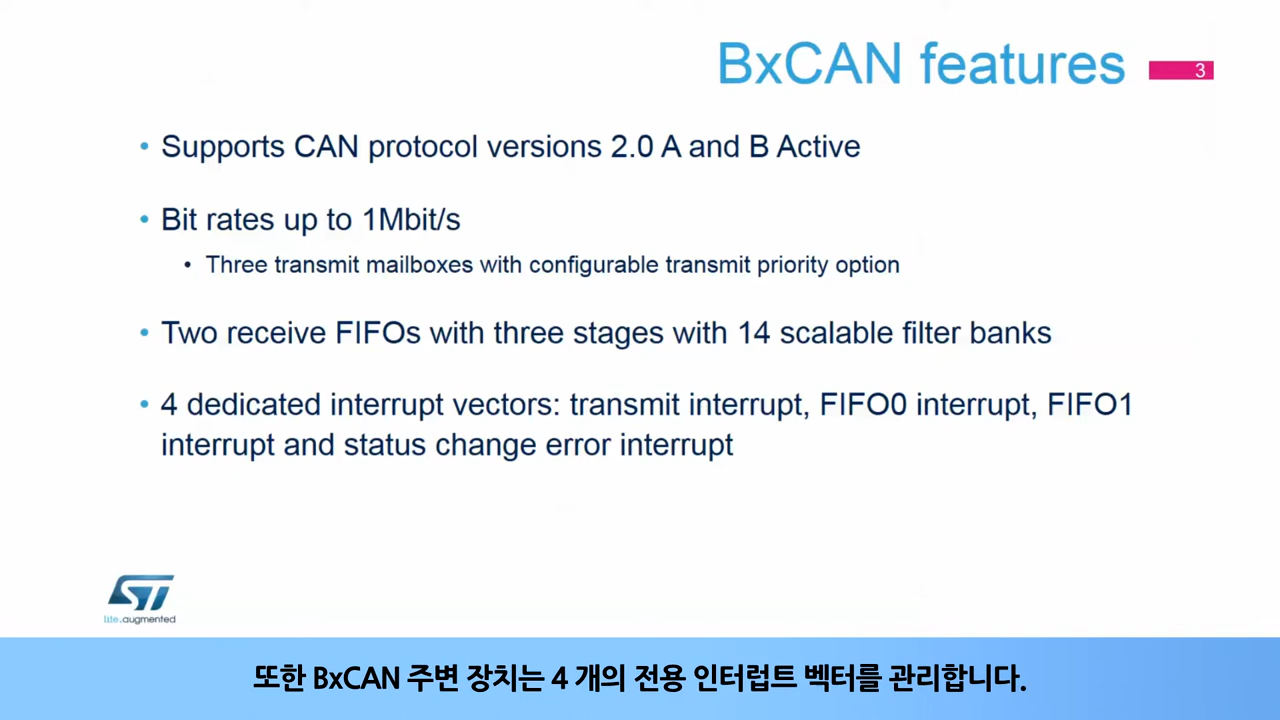 BxCAN features
3
• Supports CAN protocol versions 2.0 A and B Active
• Bit rates up to 1Mbit/s
• Three transmit mailboxes with configurable transmit priority option
• Two receive FIFOs with three stages with 14 scalable filter banks
• 4 dedicated interrupt vectors: transmit interrupt, FIFO0 interrupt, FIFO1
interrupt and status change error interrupt
ST
life.augmented
또한 BxCAN 주변 장치는 4 개의 전용 인터럽트 벡터를 관리합니다.